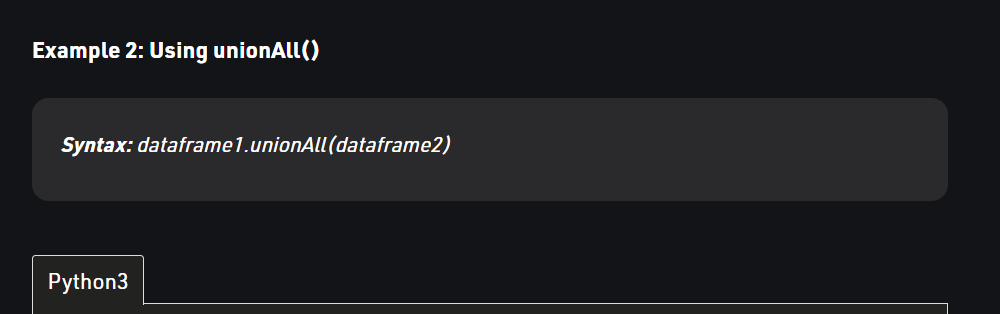 Example 2: Using unionAll()
Syntax: dataframe1.unionAll(dataframe2)
Python3